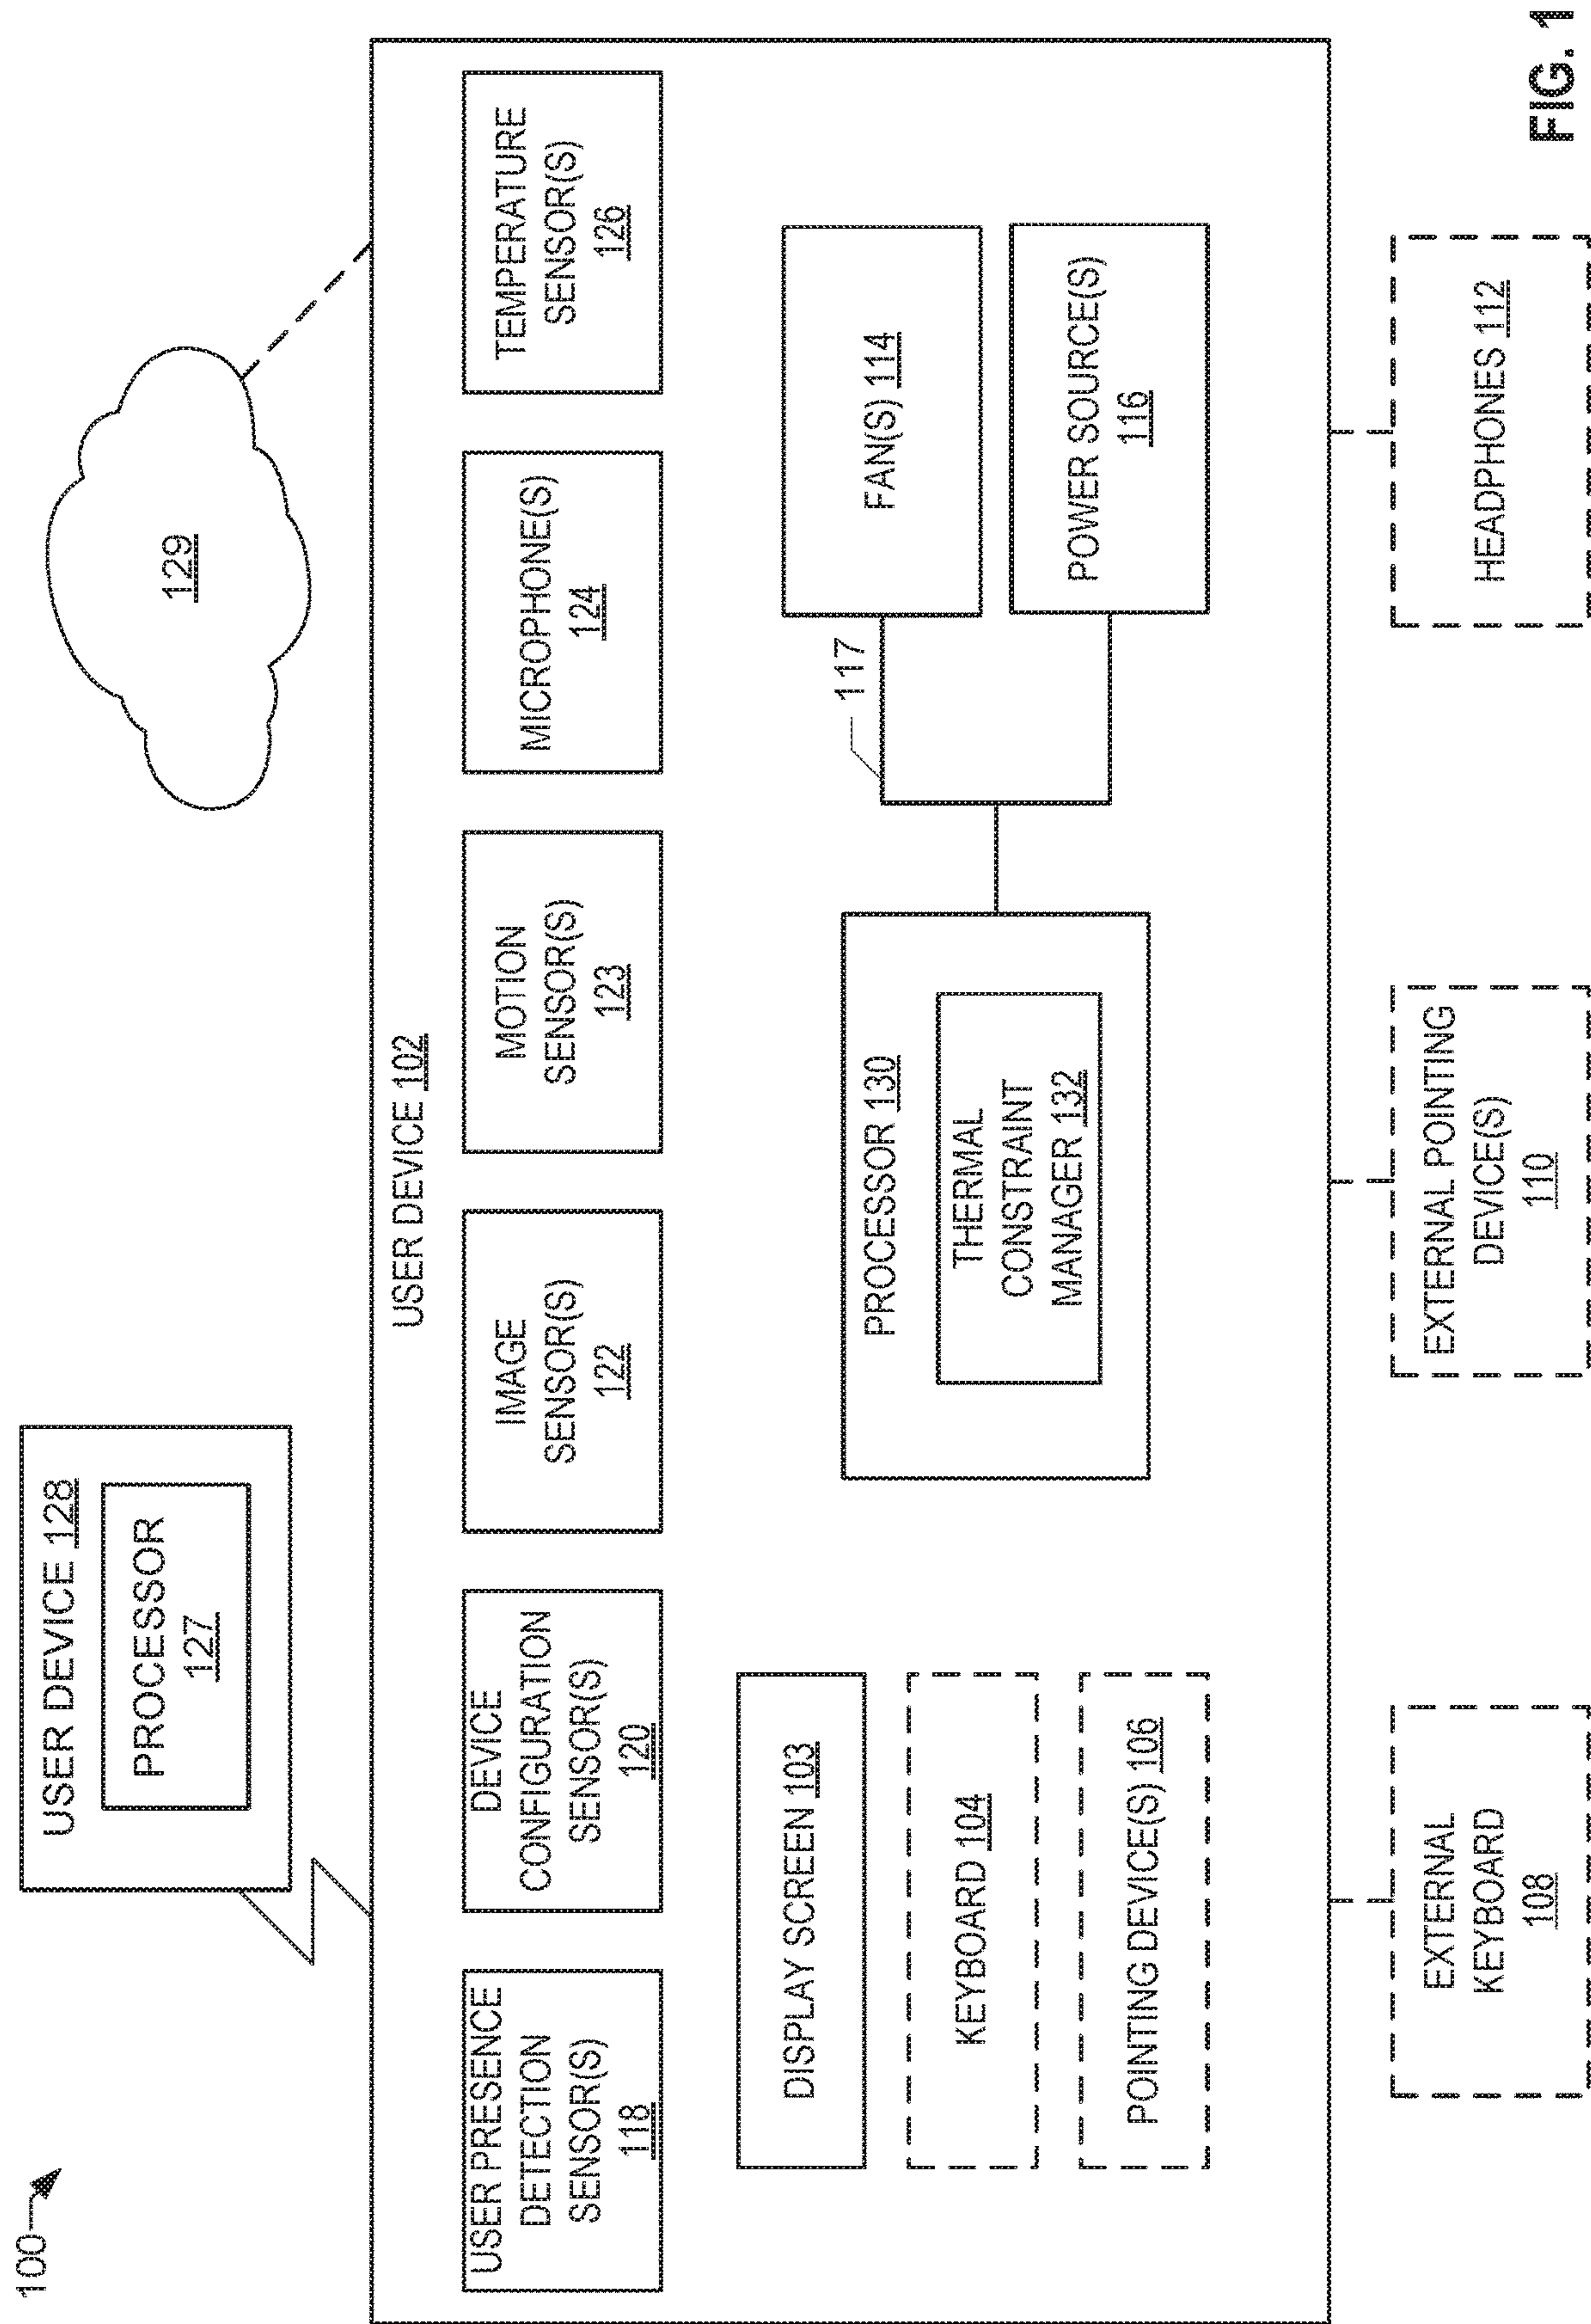 100
USER DEVICE 128
PROCESSOR
127
129
USER DEVICE 102
USER PRESENCE
DETECTION
SENSOR(S)
118
DEVICE
CONFIGURATION
SENSOR(S)
120
IMAGE
SENSOR(S)
122
MOTION
SENSOR(S)
123
MICROPHONE(S)
124
TEMPERATURE
SENSOR(S)
126
DISPLAY SCREEN 103
KEYBOARD 104
POINTING DEVICE(S) 106
PROCESSOR 130
THERMAL
CONSTRAINT
MANAGER 132
117
FAN(S) 114
POWER SOURCE(S)
116
EXTERNAL
KEYBOARD
108
EXTERNAL POINTING
DEVICE(S)
110
HEADPHONES 112
FIG. 1